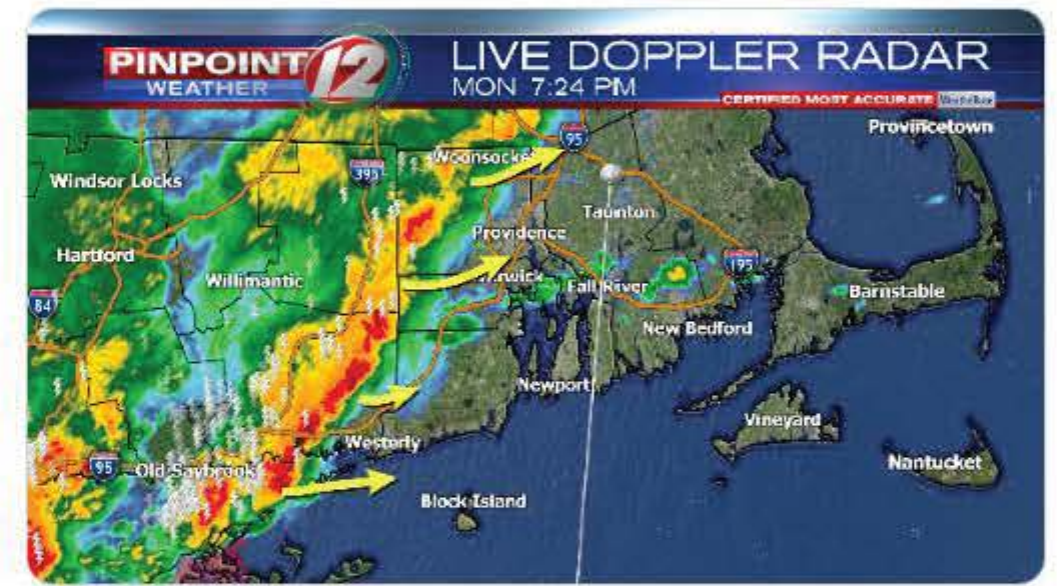 PINPOINT 12
WEATHER
LIVE DOPPLER RADAR
MON 7:24 PM
CERTIFIED MOST ACCURATE WeatheRate
Provincetown
95
Woonsocket
395
Windsor Locks
Taunton
Providence
Hartford
195
Willimantic
Warwick
Fall River
Barnstable
84
New Bedford
Newport
Vineyard
Westerly
95
Old Saybrook
Nantucket
Block Island